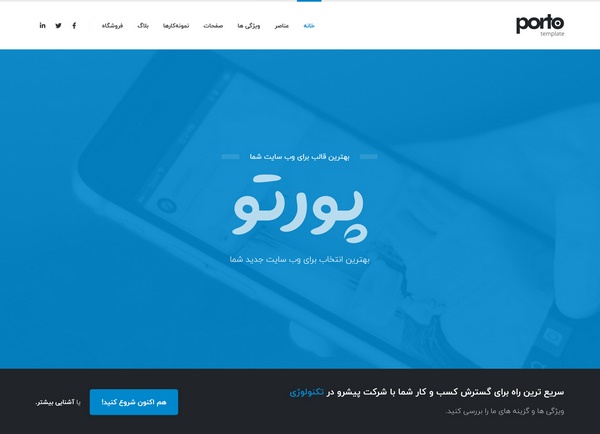 porto
template
خانه
عناصر
ویژگی ها
صفحات
نمونه‌کارها
بلاگ
فروشگاه
بهترین قالب برای وب سایت شما
پورتو
بهترین انتخاب برای وب سایت جدید شما
سریع ترین راه برای گسترش کسب و کار شما با شرکت پیشرو در تکنولوژی
ویژگی ها و گزینه های ما را بررسی کنید.
هم اکنون شروع کنید!
یا آشنایی بیشتر.